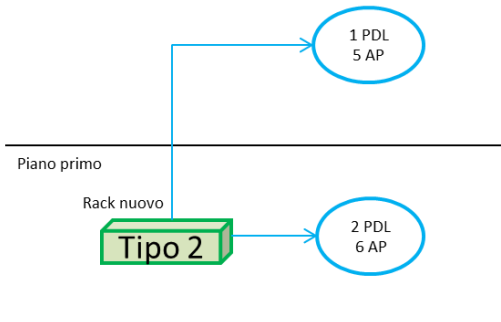 1 PDL
5 AP
Piano primo
Rack nuovo
Tipo 2
2 PDL
6 AP